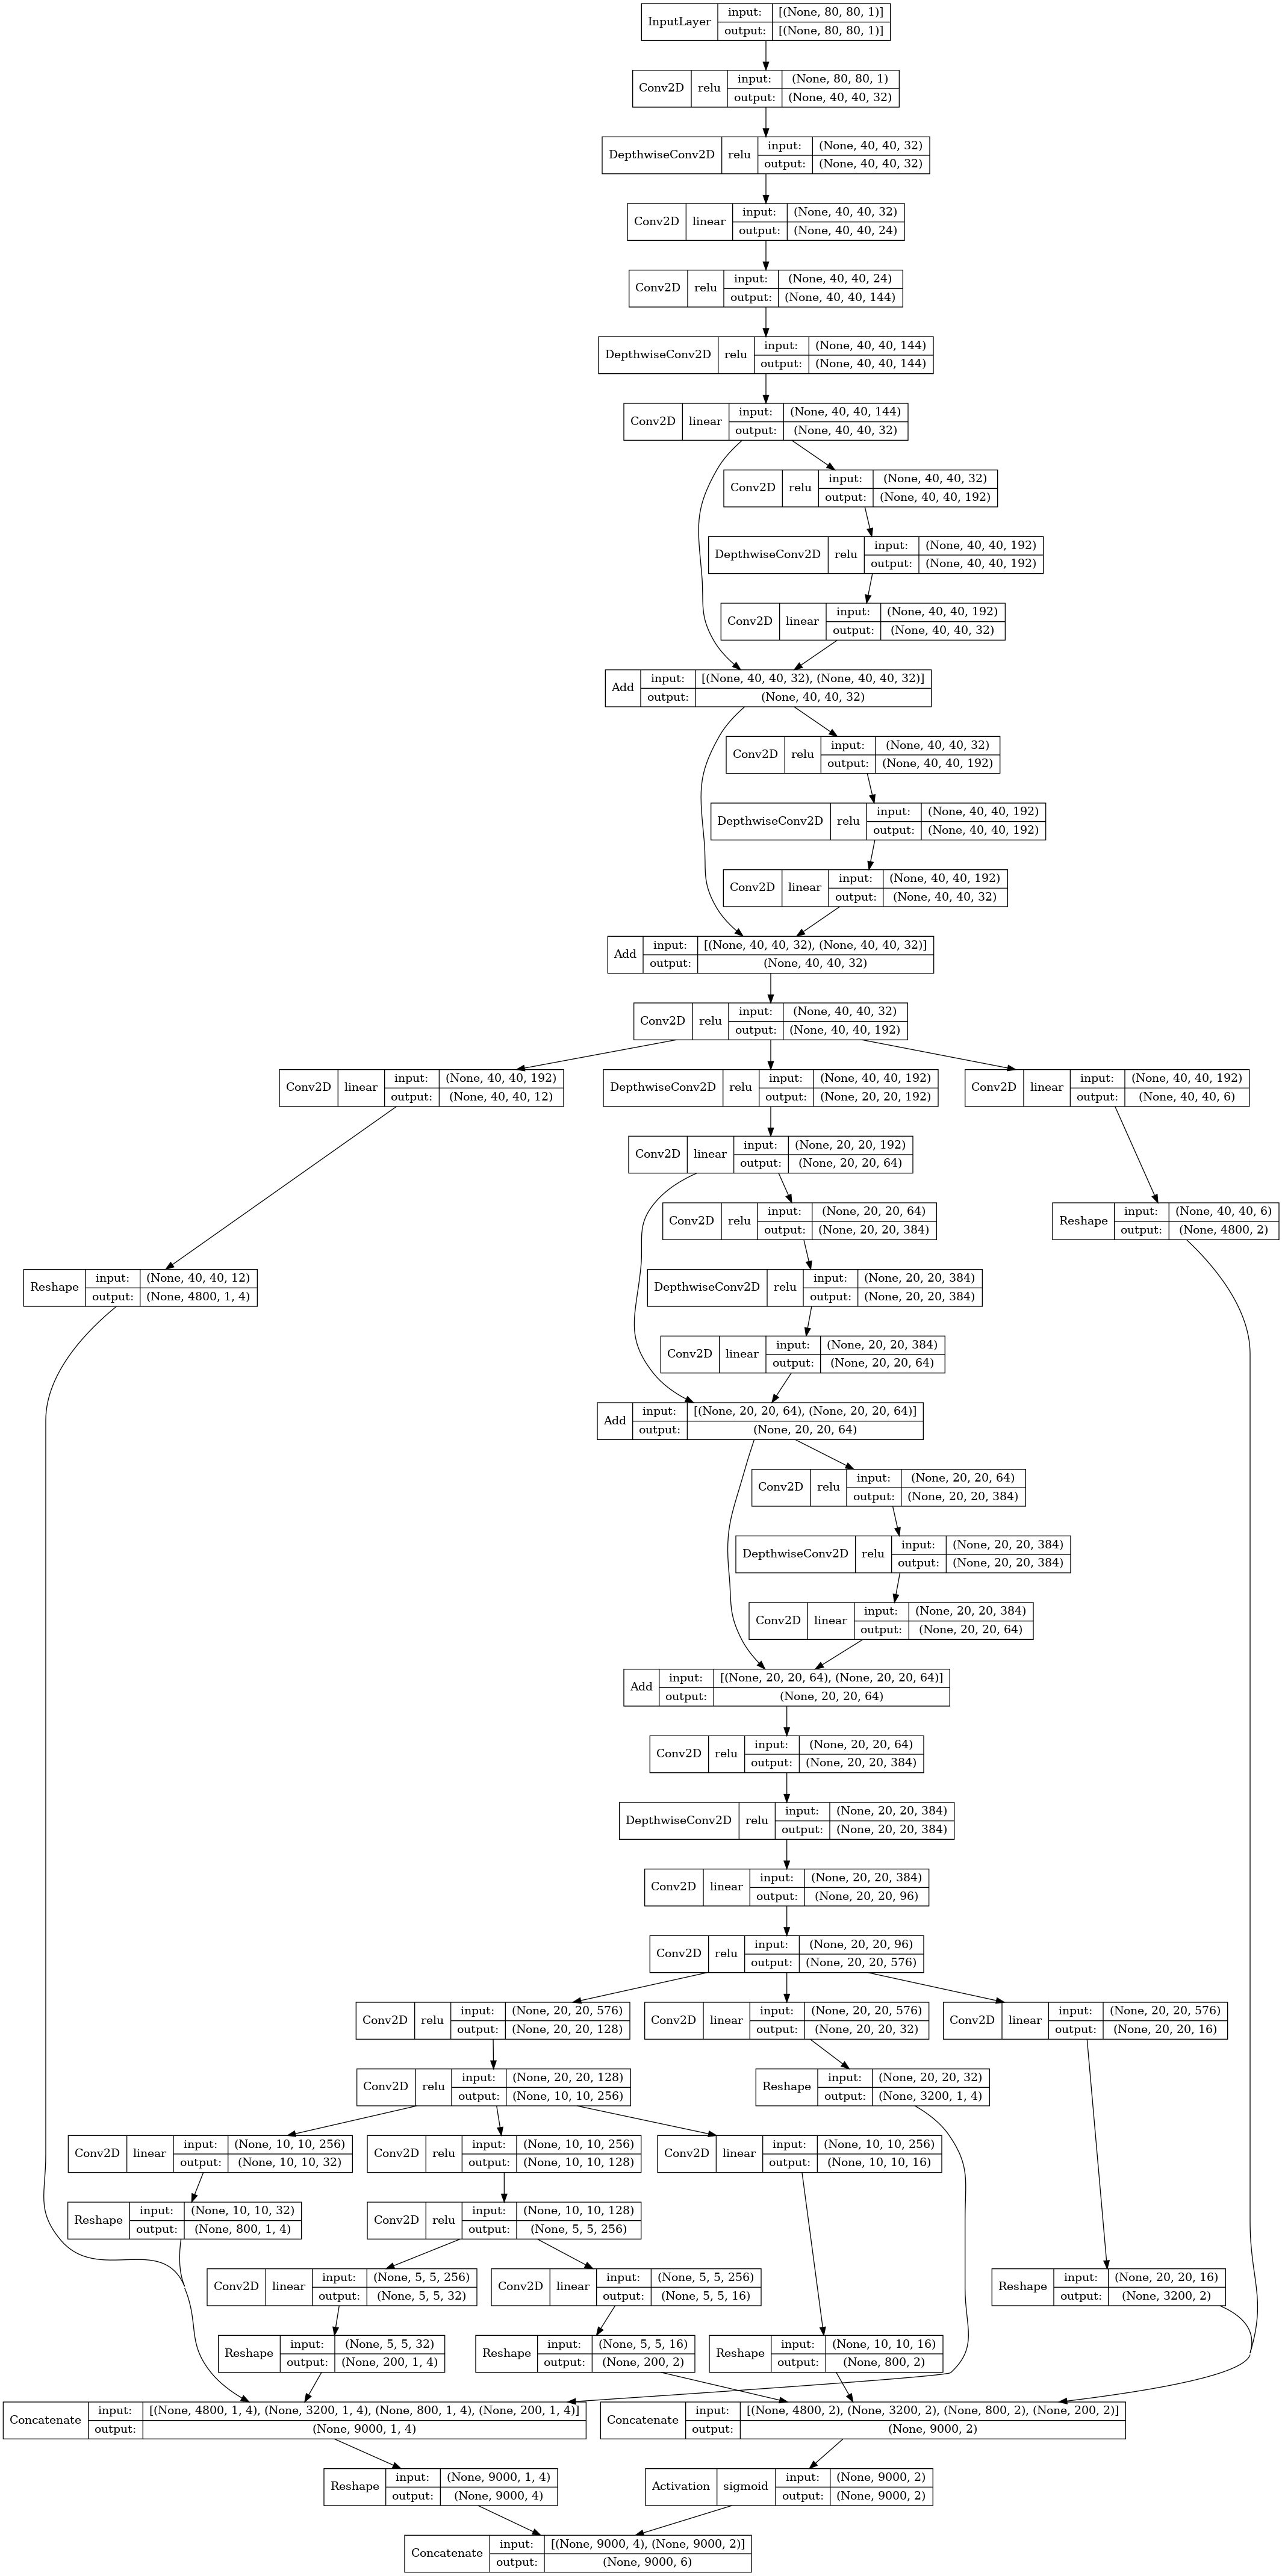 InputLayer input: [(None, 80, 80, 1)]
output: [(None, 80, 80, 1)]
Conv2D relu input: (None, 80, 80, 1)
output: (None, 40, 40, 32)
DepthwiseConv2D relu input: (None, 40, 40, 32)
output: (None, 40, 40, 32)
Conv2D linear input: (None, 40, 40, 32)
output: (None, 40, 40, 24)
Conv2D relu input: (None, 40, 40, 24)
output: (None, 40, 40, 144)
DepthwiseConv2D relu input: (None, 40, 40, 144)
output: (None, 40, 40, 144)
Conv2D linear input: (None, 40, 40, 144)
output: (None, 40, 40, 32)
Conv2D relu input: (None, 40, 40, 32)
output: (None, 40, 40, 192)
DepthwiseConv2D relu input: (None, 40, 40, 192)
output: (None, 40, 40, 192)
Conv2D linear input: (None, 40, 40, 192)
output: (None, 40, 40, 32)
Add input: [(None, 40, 40, 32), (None, 40, 40, 32)]
output: (None, 40, 40, 32)
Conv2D relu input: (None, 40, 40, 32)
output: (None, 40, 40, 192)
DepthwiseConv2D relu input: (None, 40, 40, 192)
output: (None, 40, 40, 192)
Conv2D linear input: (None, 40, 40, 192)
output: (None, 40, 40, 32)
Add input: [(None, 40, 40, 32), (None, 40, 40, 32)]
output: (None, 40, 40, 32)
Conv2D relu input: (None, 40, 40, 32)
output: (None, 40, 40, 192)
Conv2D linear input: (None, 40, 40, 192)
output: (None, 40, 40, 12)
DepthwiseConv2D relu input: (None, 40, 40, 192)
output: (None, 20, 20, 192)
Conv2D linear input: (None, 40, 40, 192)
output: (None, 40, 40, 6)
Conv2D linear input: (None, 20, 20, 192)
output: (None, 20, 20, 64)
Conv2D relu input: (None, 20, 20, 64)
output: (None, 20, 20, 384)
Reshape input: (None, 40, 40, 6)
output: (None, 4800, 2)
Reshape input: (None, 40, 40, 12)
output: (None, 4800, 1, 4)
DepthwiseConv2D relu input: (None, 20, 20, 384)
output: (None, 20, 20, 384)
Conv2D linear input: (None, 20, 20, 384)
output: (None, 20, 20, 64)
Add input: [(None, 20, 20, 64), (None, 20, 20, 64)]
output: (None, 20, 20, 64)
Conv2D relu input: (None, 20, 20, 64)
output: (None, 20, 20, 384)
DepthwiseConv2D relu input: (None, 20, 20, 384)
output: (None, 20, 20, 384)
Conv2D linear input: (None, 20, 20, 384)
output: (None, 20, 20, 64)
Add input: [(None, 20, 20, 64), (None, 20, 20, 64)]
output: (None, 20, 20, 64)
Conv2D relu input: (None, 20, 20, 64)
output: (None, 20, 20, 384)
DepthwiseConv2D relu input: (None, 20, 20, 384)
output: (None, 20, 20, 384)
Conv2D linear input: (None, 20, 20, 384)
output: (None, 20, 20, 96)
Conv2D relu input: (None, 20, 20, 96)
output: (None, 20, 20, 576)
Conv2D relu input: (None, 20, 20, 576)
output: (None, 20, 20, 128)
Conv2D linear input: (None, 20, 20, 576)
output: (None, 20, 20, 32)
Conv2D linear input: (None, 20, 20, 576)
output: (None, 20, 20, 16)
Conv2D relu input: (None, 20, 20, 128)
output: (None, 10, 10, 256)
Reshape input: (None, 20, 20, 32)
output: (None, 3200, 1, 4)
Conv2D linear input: (None, 10, 10, 256)
output: (None, 10, 10, 32)
Conv2D relu input: (None, 10, 10, 256)
output: (None, 10, 10, 128)
Conv2D linear input: (None, 10, 10, 256)
output: (None, 10, 10, 16)
Reshape input: (None, 10, 10, 32)
output: (None, 800, 1, 4)
Conv2D relu input: (None, 10, 10, 128)
output: (None, 5, 5, 256)
Conv2D linear input: (None, 5, 5, 256)
output: (None, 5, 5, 32)
Conv2D linear input: (None, 5, 5, 256)
output: (None, 5, 5, 16)
Reshape input: (None, 20, 20, 16)
output: (None, 3200, 2)
Reshape input: (None, 5, 5, 32)
output: (None, 200, 1, 4)
Reshape input: (None, 5, 5, 16)
output: (None, 200, 2)
Reshape input: (None, 10, 10, 16)
output: (None, 800, 2)
Concatenate input: [(None, 4800, 1, 4), (None, 3200, 1, 4), (None, 800, 1, 4), (None, 200, 1, 4)]
output: (None, 9000, 1, 4)
Concatenate input: [(None, 4800, 2), (None, 3200, 2), (None, 800, 2), (None, 200, 2)]
output: (None, 9000, 2)
Reshape input: (None, 9000, 1, 4)
output: (None, 9000, 4)
Activation sigmoid input: (None, 9000, 2)
output: (None, 9000, 2)
Concatenate input: [(None, 9000, 4), (None, 9000, 2)]
output: (None, 9000, 6)